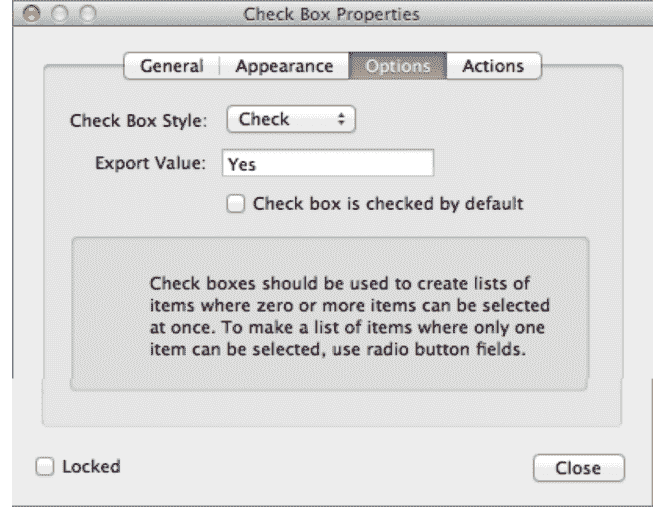 Check Box Properties
General Appearance Options Actions
Check Box Style: Check
Export Value: Yes
Check box is checked by default
Check boxes should be used to create lists of
items where zero or more items can be selected
at once. To make a list of items where only one
item can be selected, use radio button fields.
Locked Close